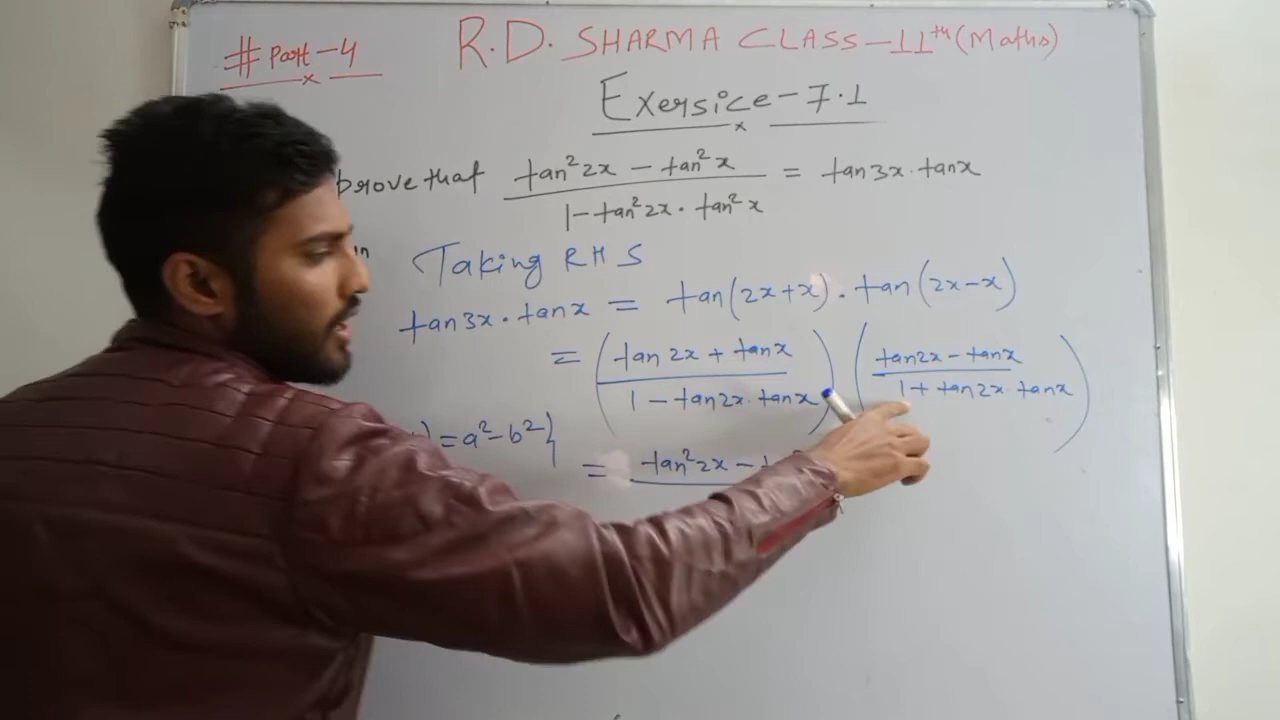 # Part-4
R.D. SHARMA CLASS-11th (Maths)
Exersice-7.1
prove that tan²2x - tan²x / 1-tan²2x·tan²x = tan3x·tanx
Taking RHS
tan3x·tanx = tan(2x+x)·tan(2x-x)
= (tan2x + tanx / 1 - tan2x·tanx) (tan2x - tanx / 1 + tan2x·tanx)
) = a²-b²}
= tan²2x -